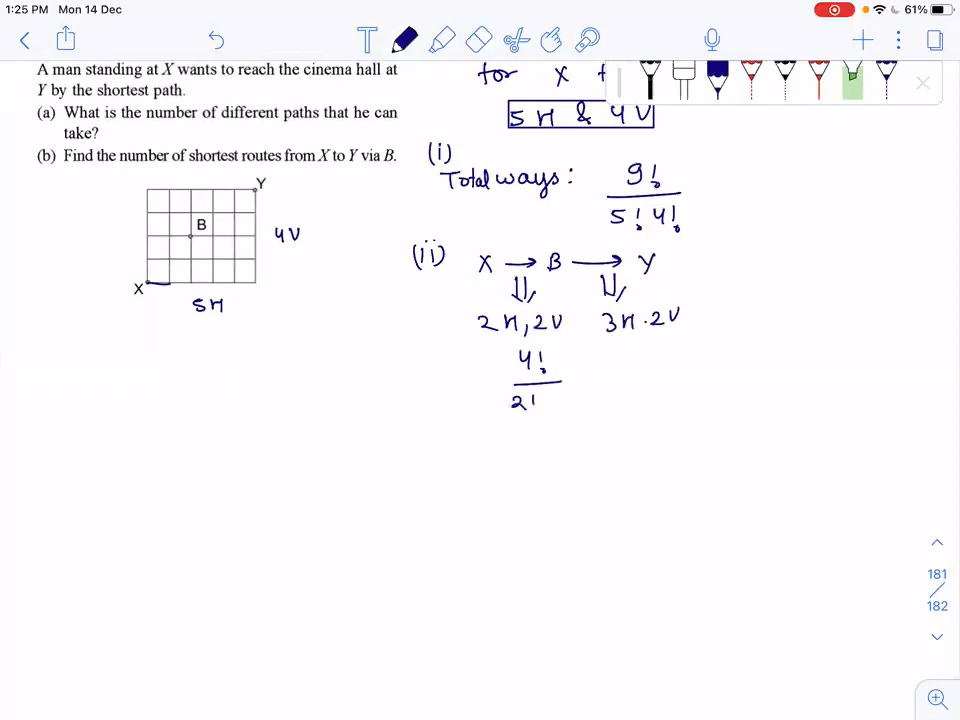 1:25 PM Mon 14 Dec
61%
A man standing at X wants to reach the cinema hall at
Y by the shortest path.
(a) What is the number of different paths that he can
take?
(b) Find the number of shortest routes from X to Y via B.
Y
B
X
4V
5H
for X
5H & 4V
(i)
Total ways :
9!
5! 4!
(ii) X → B → Y
2H, 2V 3H . 2V
4!
2!
181
/
182